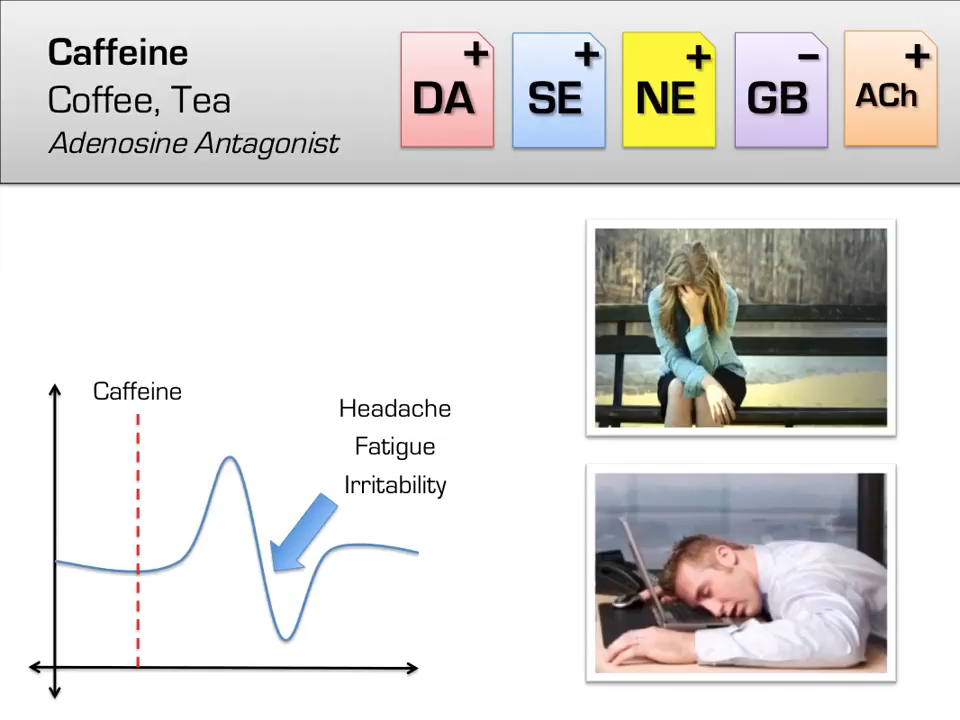 Caffeine
Coffee, Tea
Adenosine Antagonist
DA+
SE+
NE+
GB−
ACh+
Caffeine
Headache
Fatigue
Irritability